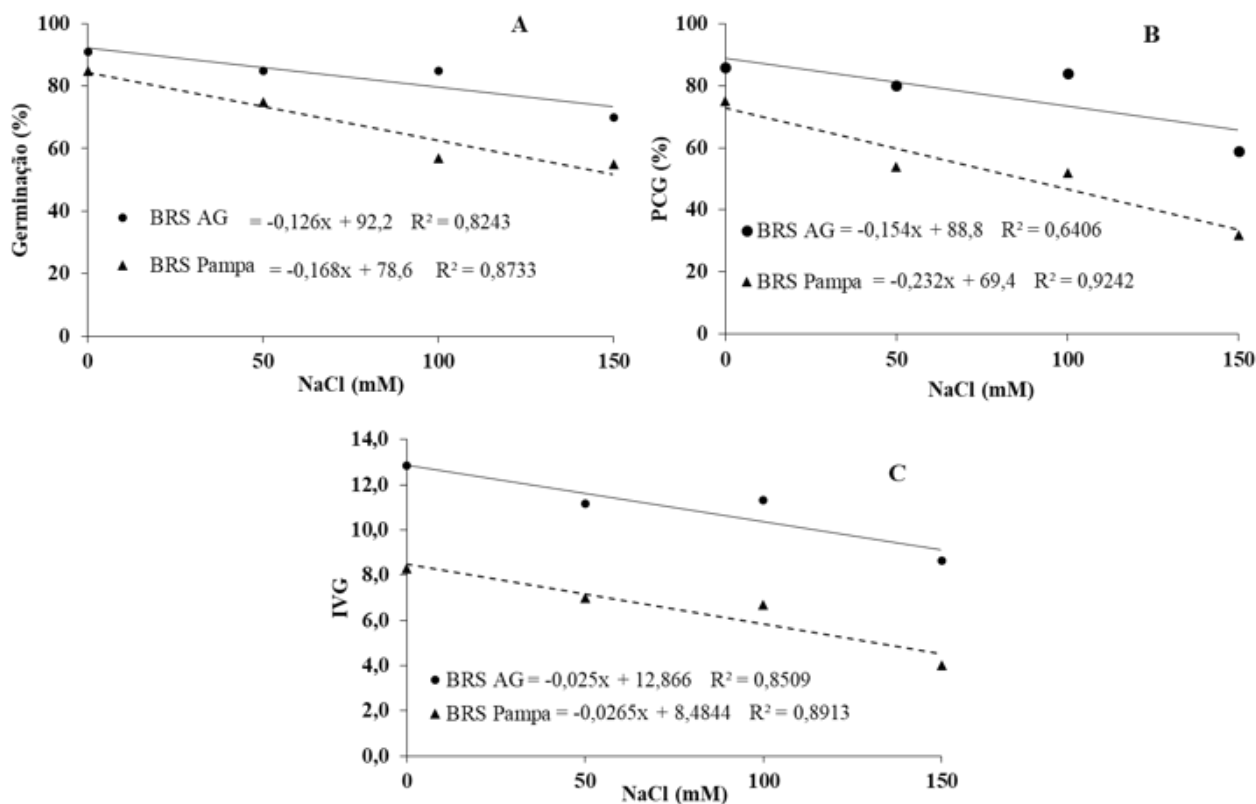 A
Germinação (%)
100
80
60
40
20
0
BRS AG = -0,126x + 92,2 R² = 0,8243
BRS Pampa = -0,168x + 78,6 R² = 0,8733
0 50 100 150
NaCl (mM)
B
PCG (%)
100
80
60
40
20
0
BRS AG = -0,154x + 88,8 R² = 0,6406
BRS Pampa = -0,232x + 69,4 R² = 0,9242
0 50 100 150
NaCl (mM)
C
IVG
14,0
12,0
10,0
8,0
6,0
4,0
2,0
0,0
BRS AG = -0,025x + 12,866 R² = 0,8509
BRS Pampa = -0,0265x + 8,4844 R² = 0,8913
0 50 100 150
NaCl (mM)